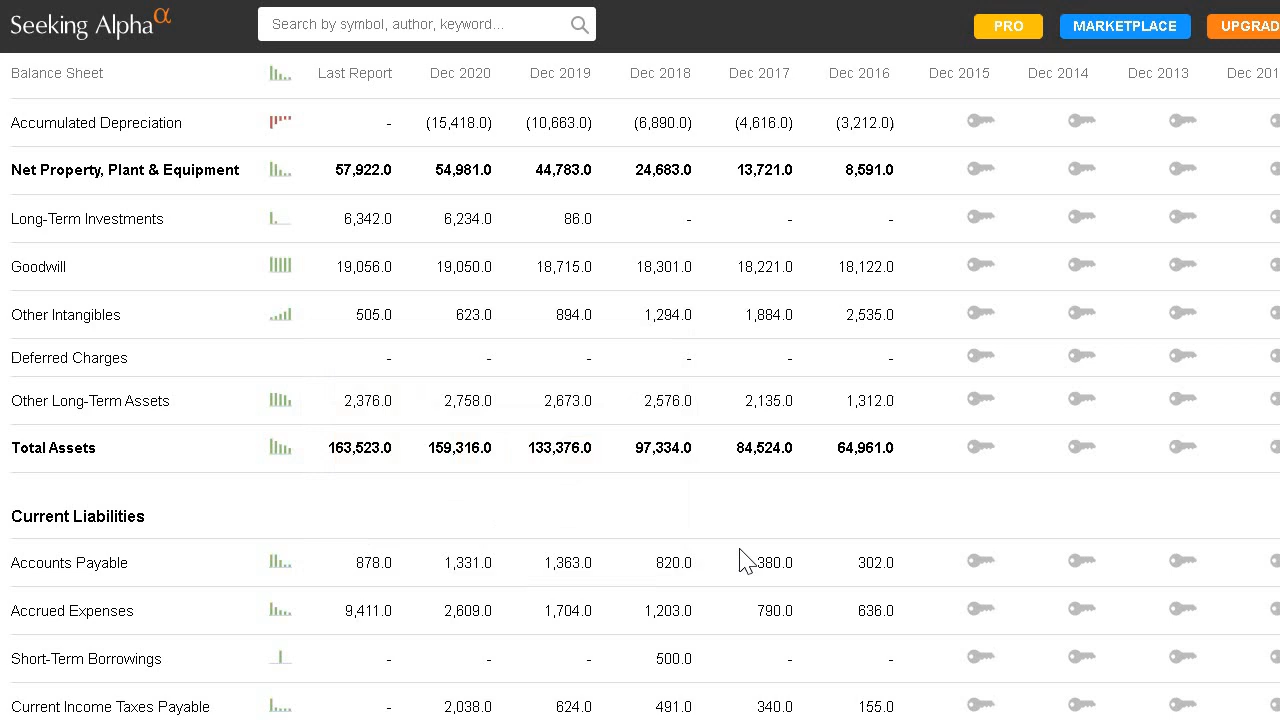 Seeking Alpha α Search by symbol, author, keyword... PRO MARKETPLACE UPGRAD
Balance Sheet Last Report Dec 2020 Dec 2019 Dec 2018 Dec 2017 Dec 2016 Dec 2015 Dec 2014 Dec 2013 Dec 201
Accumulated Depreciation - (15,418.0) (10,663.0) (6,890.0) (4,616.0) (3,212.0)
Net Property, Plant & Equipment 57,922.0 54,981.0 44,783.0 24,683.0 13,721.0 8,591.0
Long-Term Investments 6,342.0 6,234.0 86.0 - - -
Goodwill 19,056.0 19,050.0 18,715.0 18,301.0 18,221.0 18,122.0
Other Intangibles 505.0 623.0 894.0 1,294.0 1,884.0 2,535.0
Deferred Charges - - - - - -
Other Long-Term Assets 2,376.0 2,758.0 2,673.0 2,576.0 2,135.0 1,312.0
Total Assets 163,523.0 159,316.0 133,376.0 97,334.0 84,524.0 64,961.0
Current Liabilities
Accounts Payable 878.0 1,331.0 1,363.0 820.0 380.0 302.0
Accrued Expenses 9,411.0 2,609.0 1,704.0 1,203.0 790.0 636.0
Short-Term Borrowings - - - 500.0 - -
Current Income Taxes Payable - 2,038.0 624.0 491.0 340.0 155.0